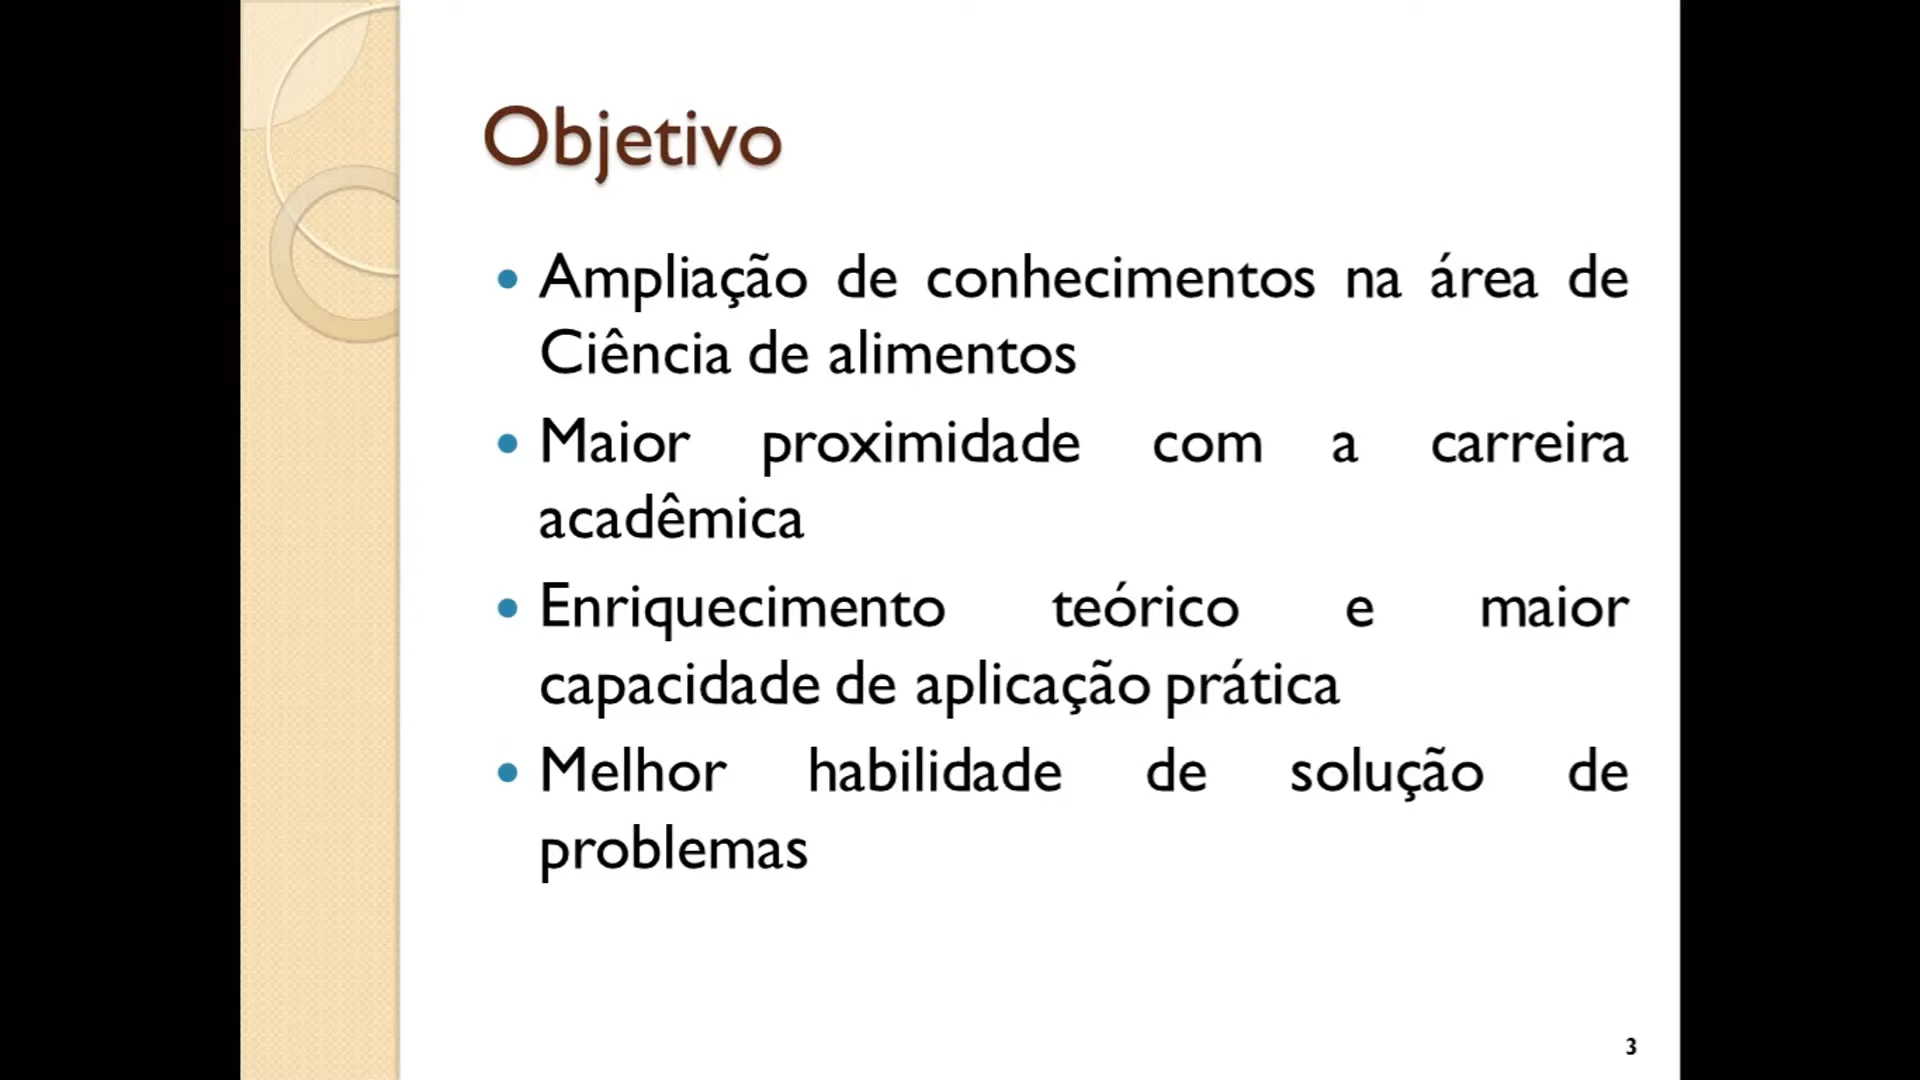 Objetivo
• Ampliação de conhecimentos na área de
Ciência de alimentos
• Maior proximidade com a carreira
acadêmica
• Enriquecimento teórico e maior
capacidade de aplicação prática
• Melhor habilidade de solução de
problemas
3